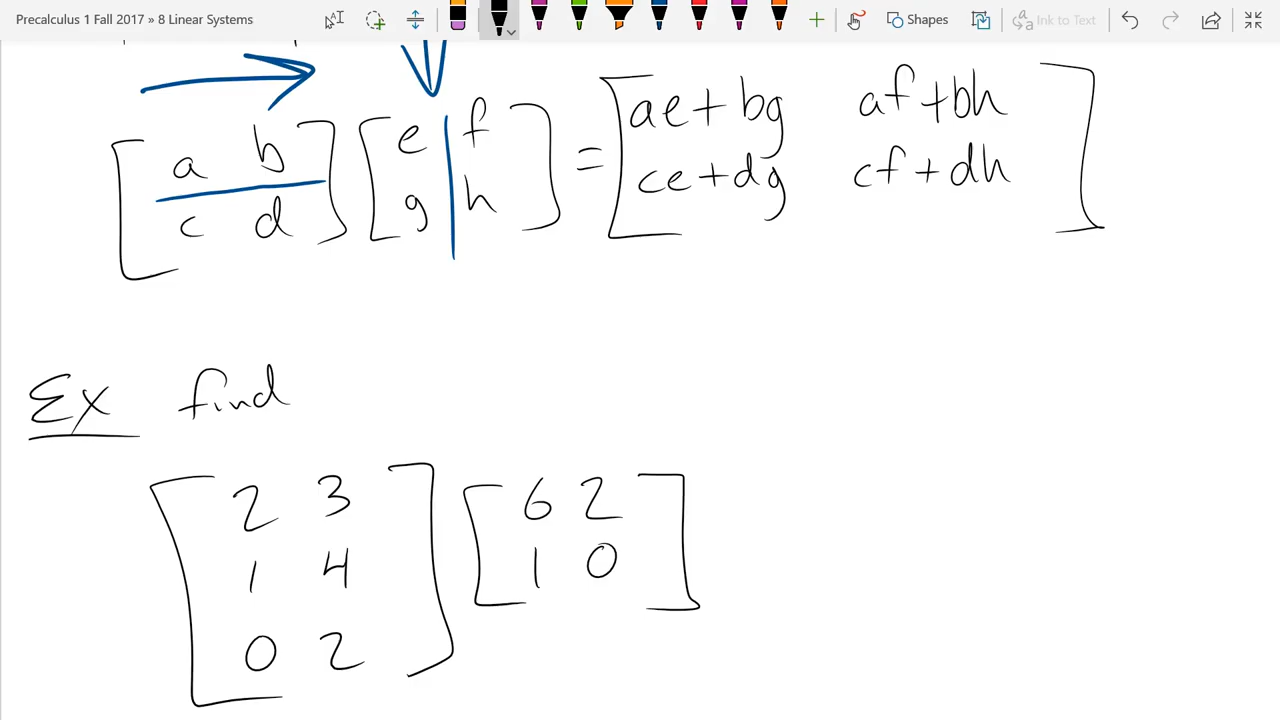 Precalculus 1 Fall 2017 » 8 Linear Systems Shapes Ink to Text
a b e f = ae+bg af+bh
c d g h ce+dg cf+dh
Ex find
2 3 6 2
1 4 1 0
0 2